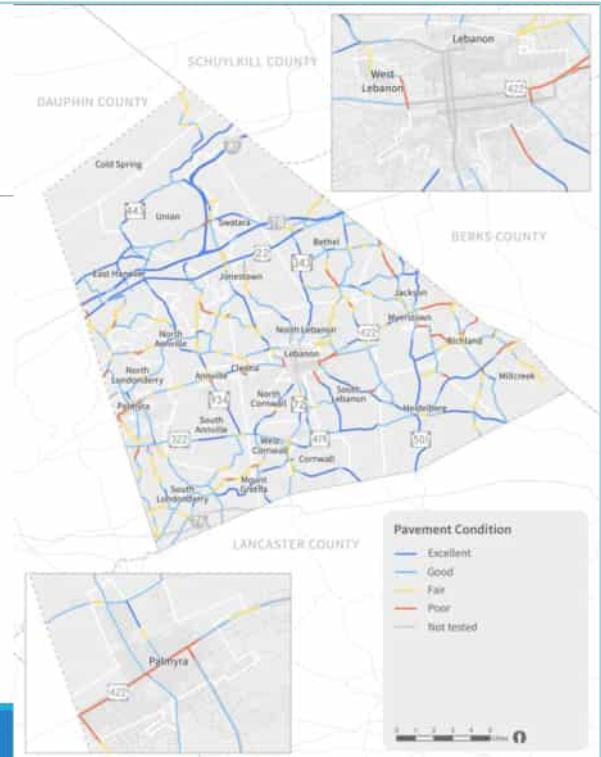 Lebanon
West
Lebanon
422
SCHUYLKILL COUNTY
DAUPHIN COUNTY
BERKS COUNTY
Cold Spring
443
Union
Swatara
22
343
Bethel
East Hanover
Jonestown
Jackson
Myerstown
North
Annville
North Lebanon
422
Richland
Lebanon
Cleona
Annville
North
Londonderry
Millcreek
Palmyra
934
North
Cornwall
72
South
Lebanon
Heidelberg
South
Annville
322
West
Cornwall
419
501
Cornwall
Mount
Gretna
South
Londonderry
LANCASTER COUNTY
Pavement Condition
Excellent
Good
Fair
Poor
Not tested
Palmyra
422